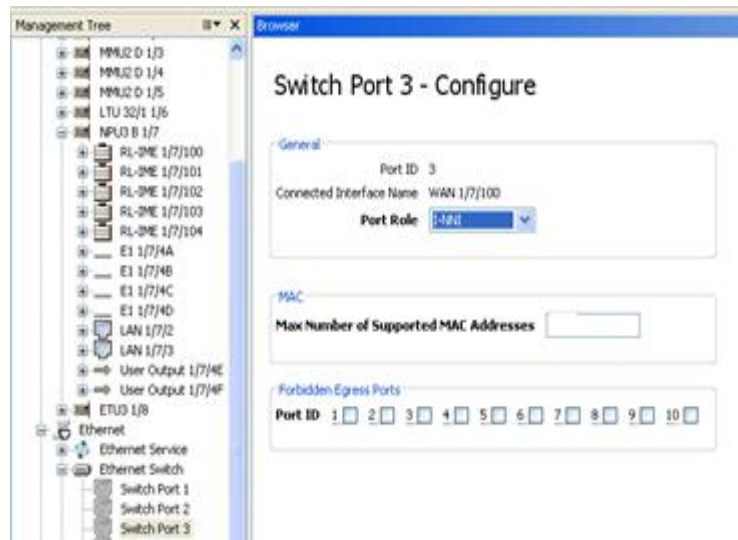 Management Tree
MMU2 D 1/3
MMU2 D 1/4
MMU2 D 1/5
LTU 32/1 1/6
NPU3 B 1/7
RL-IME 1/7/100
RL-IME 1/7/101
RL-IME 1/7/102
RL-IME 1/7/103
RL-IME 1/7/104
E1 1/7/4A
E1 1/7/4B
E1 1/7/4C
E1 1/7/4D
LAN 1/7/2
LAN 1/7/3
User Output 1/7/4E
User Output 1/7/4F
ETU3 1/8
Ethernet
Ethernet Service
Ethernet Switch
Switch Port 1
Switch Port 2
Switch Port 3
Browser
Switch Port 3 - Configure
General
Port ID 3
Connected Interface Name WAN 1/7/100
Port Role I-NNI
MAC
Max Number of Supported MAC Addresses
Forbidden Egress Ports
Port ID 1 2 3 4 5 6 7 8 9 10